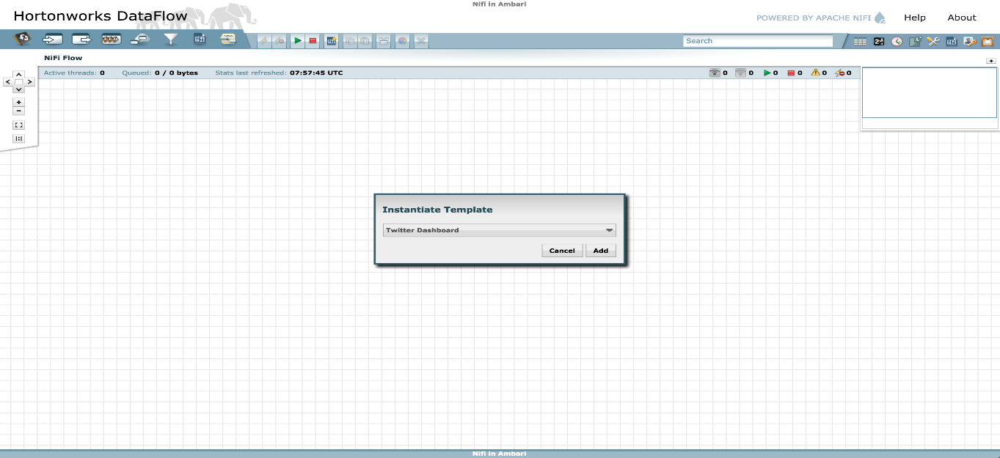 Nifi in Ambari
Hortonworks DataFlow
POWERED BY APACHE NIFI
Help
About
Search
NiFi Flow
Active threads: 0 Queued: 0 / 0 bytes Stats last refreshed: 07:57:45 UTC
0 0 0 0 0 0
Instantiate Template
Twitter Dashboard
Cancel Add
Nifi in Ambari